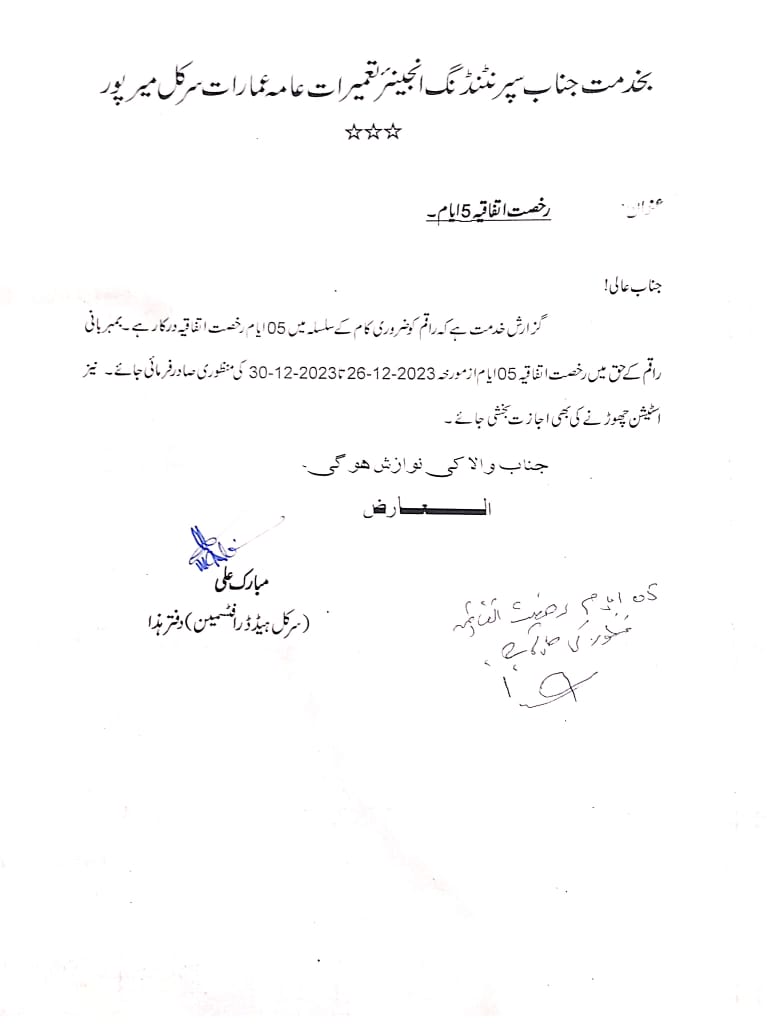 بخدمت جناب سپرنٹنڈنگ انجینئر تعمیرات عامہ عمارات سرکل میرپور
☆☆☆
عنوان: رخصت اتفاقیہ 5 ایام۔
جناب عالی!
گزارش خدمت ہے کہ راقم کو ضروری کام کے سلسلہ میں 05 ایام رخصت اتفاقیہ درکار ہے۔ بمہربانی
راقم کے حق میں رخصت اتفاقیہ 05 ایام از مورخہ 26-12-2023 تا 30-12-2023 کی منظوری صادر فرمائی جائے۔ نیز
اسٹیشن چھوڑنے کی بھی اجازت بخشی جائے۔
جناب والا کی نوازش ھو گی۔
العـــارض
مبارک علی
(سرکل ہیڈ ڈرافٹسمین) دفتر ہذا
05 ایام رخصت اتفاقیہ
منظور کی جاتی ہے